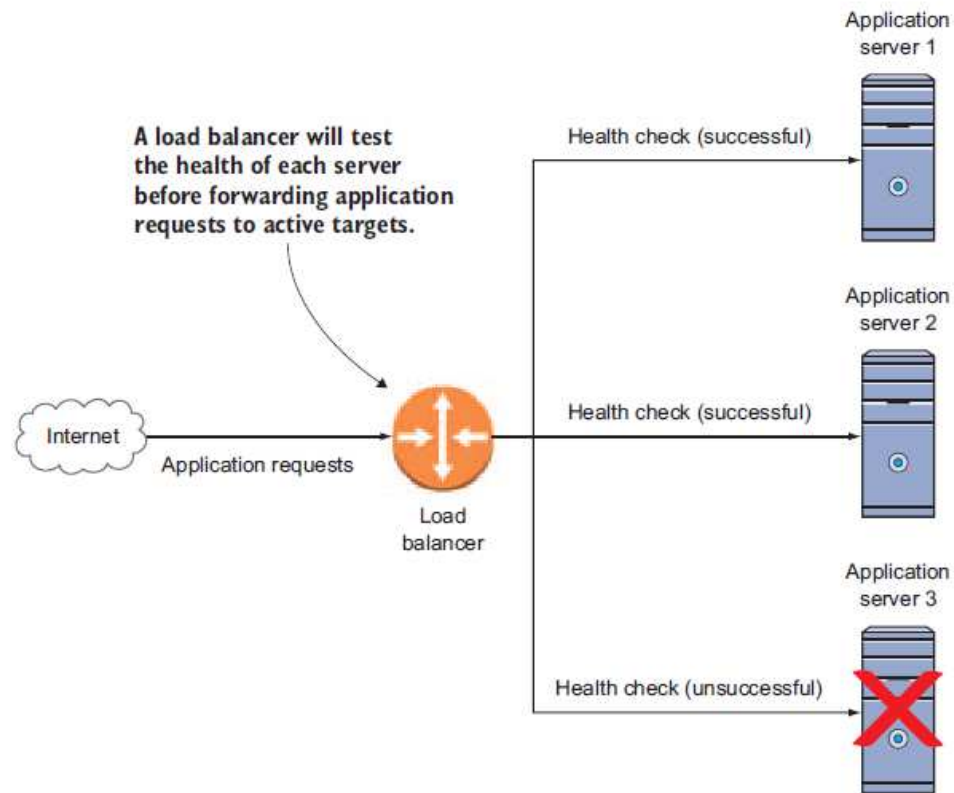 Application
server 1
A load balancer will test
the health of each server
before forwarding application
requests to active targets.
Health check (successful)
Application
server 2
Internet
Application requests
Health check (successful)
Load
balancer
Application
server 3
Health check (unsuccessful)